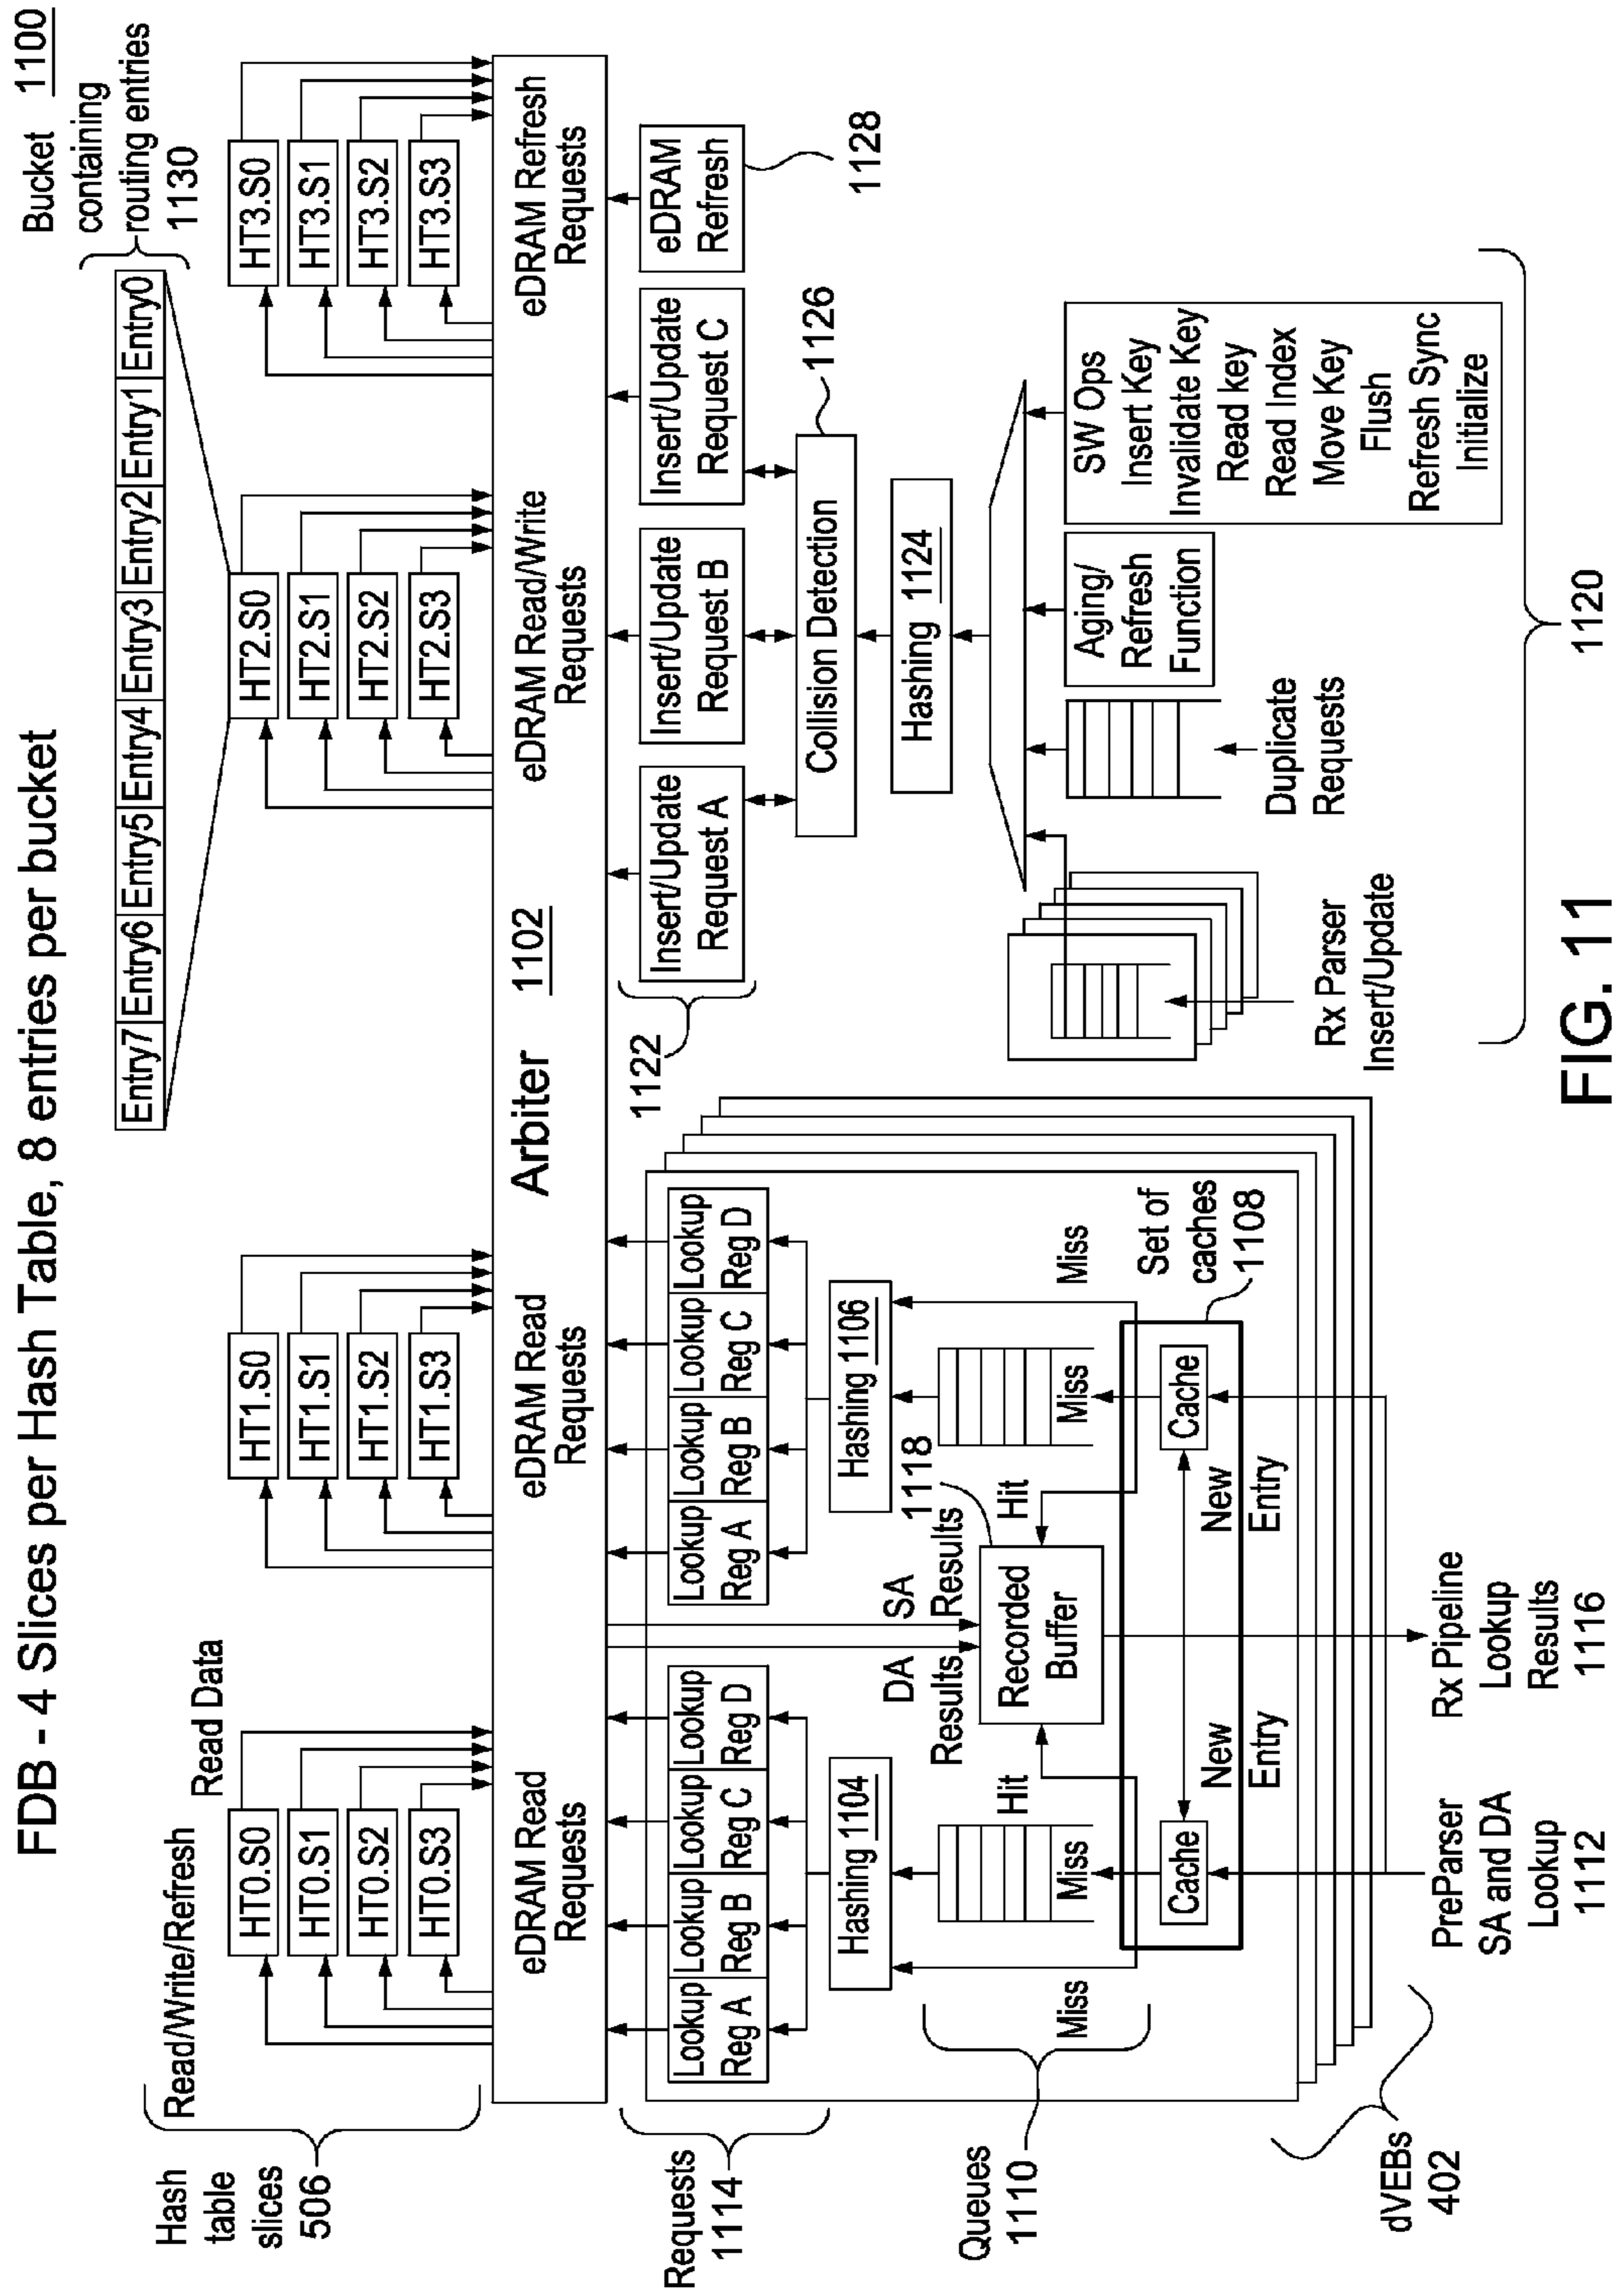 FDB - 4 Slices per Hash Table, 8 entries per bucket
1100
Bucket
containing
routing entries
1130
Entry7
Entry6
Entry5
Entry4
Entry3
Entry2
Entry1
Entry0
Hash
table
slices
506
Read/Write/Refresh
Read Data
HT0.S0
HT0.S1
HT0.S2
HT0.S3
HT1.S0
HT1.S1
HT1.S2
HT1.S3
HT2.S0
HT2.S1
HT2.S2
HT2.S3
HT3.S0
HT3.S1
HT3.S2
HT3.S3
eDRAM Read
Requests
eDRAM Read
Requests
Arbiter 1102
eDRAM Read/Write
Requests
eDRAM Refresh
Requests
Requests
1114
Lookup
Reg A
Lookup
Reg B
Lookup
Reg C
Lookup
Reg D
Lookup
Reg A
Lookup
Reg B
Lookup
Reg C
Lookup
Reg D
Hashing 1104
Hashing 1106
DA
Results
SA
Results
1118
Recorded
Buffer
Hit
Hit
Miss
Miss
Miss
Miss
Queues
1110
Cache
Cache
New
Entry
New
Entry
Set of
caches
1108
dVEBs
402
PreParser
SA and DA
Lookup
1112
Rx Pipeline
Lookup
Results
1116
1122
Insert/Update
Request A
Insert/Update
Request B
Insert/Update
Request C
eDRAM
Refresh
1128
Collision Detection
1126
Hashing 1124
Rx Parser
Insert/Update
Duplicate
Requests
Aging/
Refresh
Function
SW Ops
Insert Key
Invalidate Key
Read key
Read Index
Move Key
Flush
Refresh Sync
Initialize
1120
FIG. 11